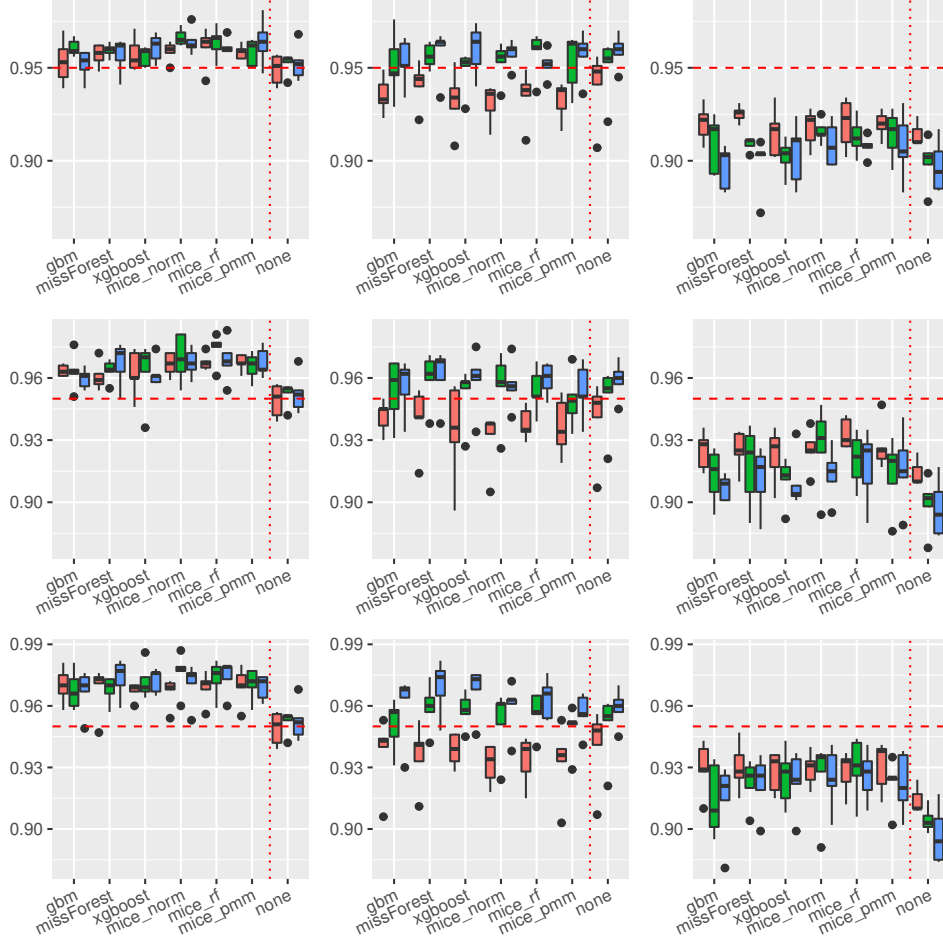 0.95
0.90
gbm
missForest
xgboost
mice_norm
mice_rf
mice_pmm
none
0.95
0.90
gbm
missForest
xgboost
mice_norm
mice_rf
mice_pmm
none
0.95
0.90
gbm
missForest
xgboost
mice_norm
mice_rf
mice_pmm
none
0.96
0.93
0.90
gbm
missForest
xgboost
mice_norm
mice_rf
mice_pmm
none
0.96
0.93
0.90
gbm
missForest
xgboost
mice_norm
mice_rf
mice_pmm
none
0.96
0.93
0.90
gbm
missForest
xgboost
mice_norm
mice_rf
mice_pmm
none
0.99
0.96
0.93
0.90
gbm
missForest
xgboost
mice_norm
mice_rf
mice_pmm
none
0.99
0.96
0.93
0.90
gbm
missForest
xgboost
mice_norm
mice_rf
mice_pmm
none
0.99
0.96
0.93
0.90
gbm
missForest
xgboost
mice_norm
mice_rf
mice_pmm
none